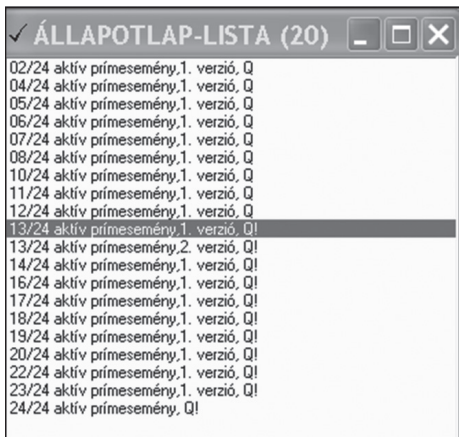 ÁLLAPOTLAP-LISTA (20)
02/24 aktív prímesemény,1. verzió, Q
04/24 aktív prímesemény,1. verzió, Q
05/24 aktív prímesemény,1. verzió, Q
06/24 aktív prímesemény,1. verzió, Q
07/24 aktív prímesemény,1. verzió, Q
08/24 aktív prímesemény,1. verzió, Q
10/24 aktív prímesemény,1. verzió, Q
11/24 aktív prímesemény,1. verzió, Q
12/24 aktív prímesemény,1. verzió, Q
13/24 aktív prímesemény,1. verzió, Q!
13/24 aktív prímesemény,2. verzió, Q!
14/24 aktív prímesemény,1. verzió, Q!
16/24 aktív prímesemény,1. verzió, Q!
17/24 aktív prímesemény,1. verzió, Q!
18/24 aktív prímesemény,1. verzió, Q!
19/24 aktív prímesemény,1. verzió, Q!
20/24 aktív prímesemény,1. verzió, Q!
22/24 aktív prímesemény,1. verzió, Q!
23/24 aktív prímesemény,1. verzió, Q!
24/24 aktív prímesemény, Q!